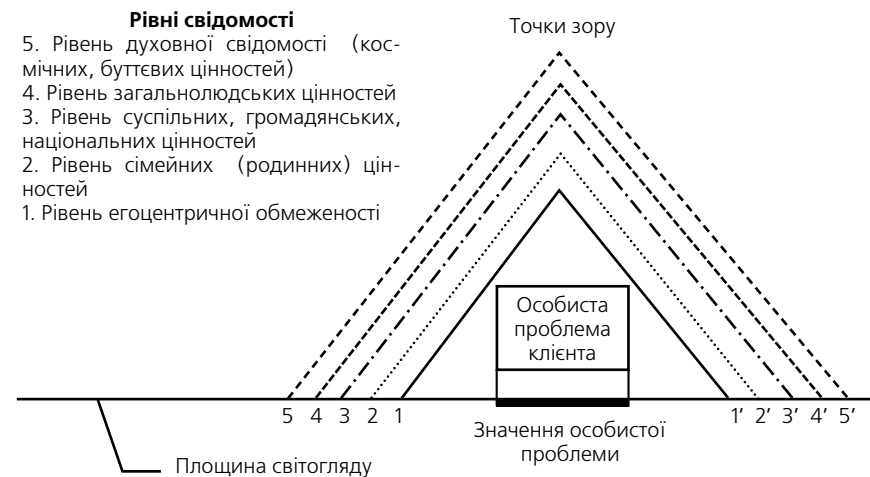 Рівні свідомості
5. Рівень духовної свідомості (кос-
мічних, буттєвих цінностей)
4. Рівень загальнолюдських цінностей
3. Рівень суспільних, громадянських,
національних цінностей
2. Рівень сімейних (родинних) цін-
ностей
1. Рівень егоцентричної обмеженості
Точки зору
Особиста
проблема
клієнта
5 4 3 2 1
1′ 2′ 3′ 4′ 5′
Значення особистої
проблеми
Площина світогляду